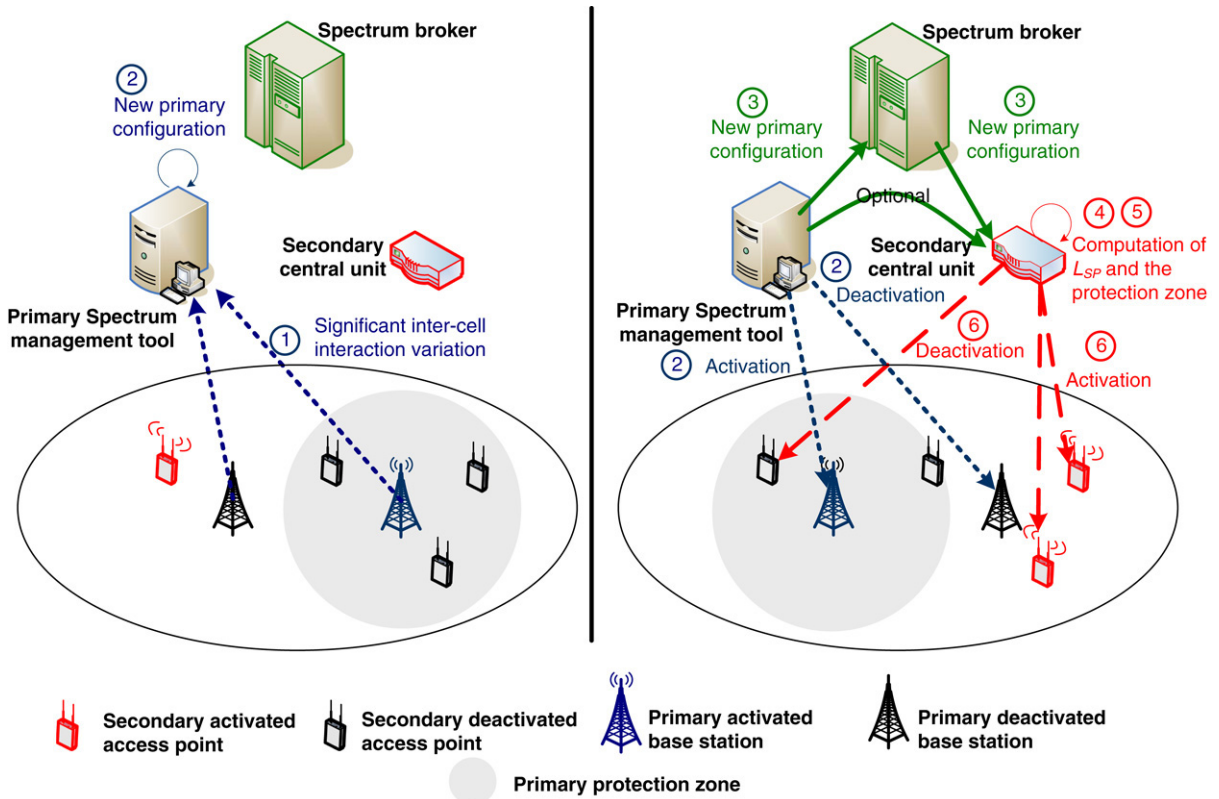 Spectrum broker
2
New primary
configuration
Secondary
central unit
Primary Spectrum
management tool
1
Significant inter-cell
interaction variation
Spectrum broker
3
New primary
configuration
3
New primary
configuration
Optional
4 5
Computation of
LSP and the
protection zone
Secondary
central unit
2
Deactivation
Primary Spectrum
management tool
6
Deactivation
2 Activation
6
Activation
Secondary activated
access point
Secondary deactivated
access point
Primary activated
base station
Primary deactivated
base station
Primary protection zone